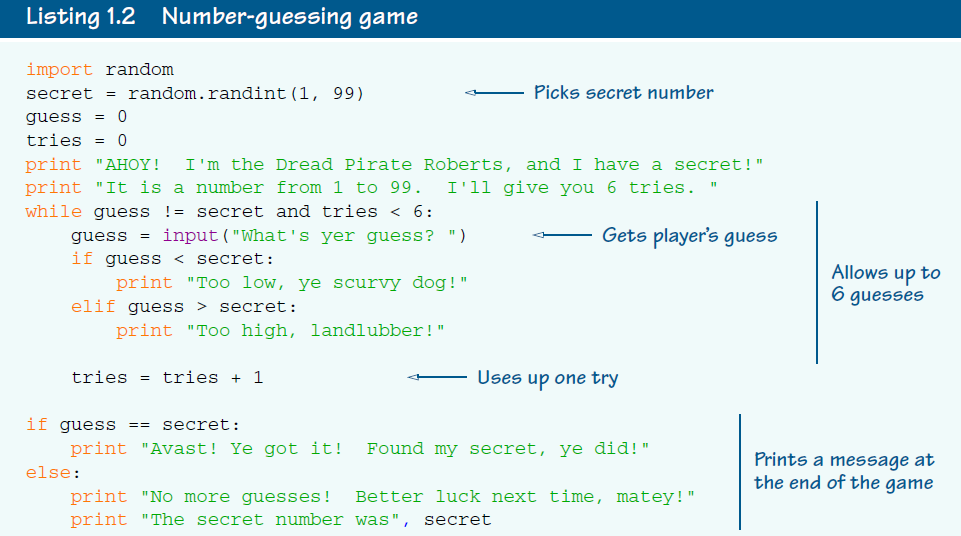 Listing 1.2 Number-guessing game
import random
secret = random.randint(1, 99)
Picks secret number
guess = 0
tries = 0
print "AHOY!  I'm the Dread Pirate Roberts, and I have a secret!"
print "It is a number from 1 to 99.  I'll give you 6 tries. "
while guess != secret and tries < 6:
    guess = input("What's yer guess? ")
Gets player's guess
    if guess < secret:
        print "Too low, ye scurvy dog!"
    elif guess > secret:
        print "Too high, landlubber!"
Allows up to
6 guesses
    tries = tries + 1
Uses up one try
if guess == secret:
    print "Avast! Ye got it!  Found my secret, ye did!"
else:
    print "No more guesses!  Better luck next time, matey!"
    print "The secret number was", secret
Prints a message at
the end of the game